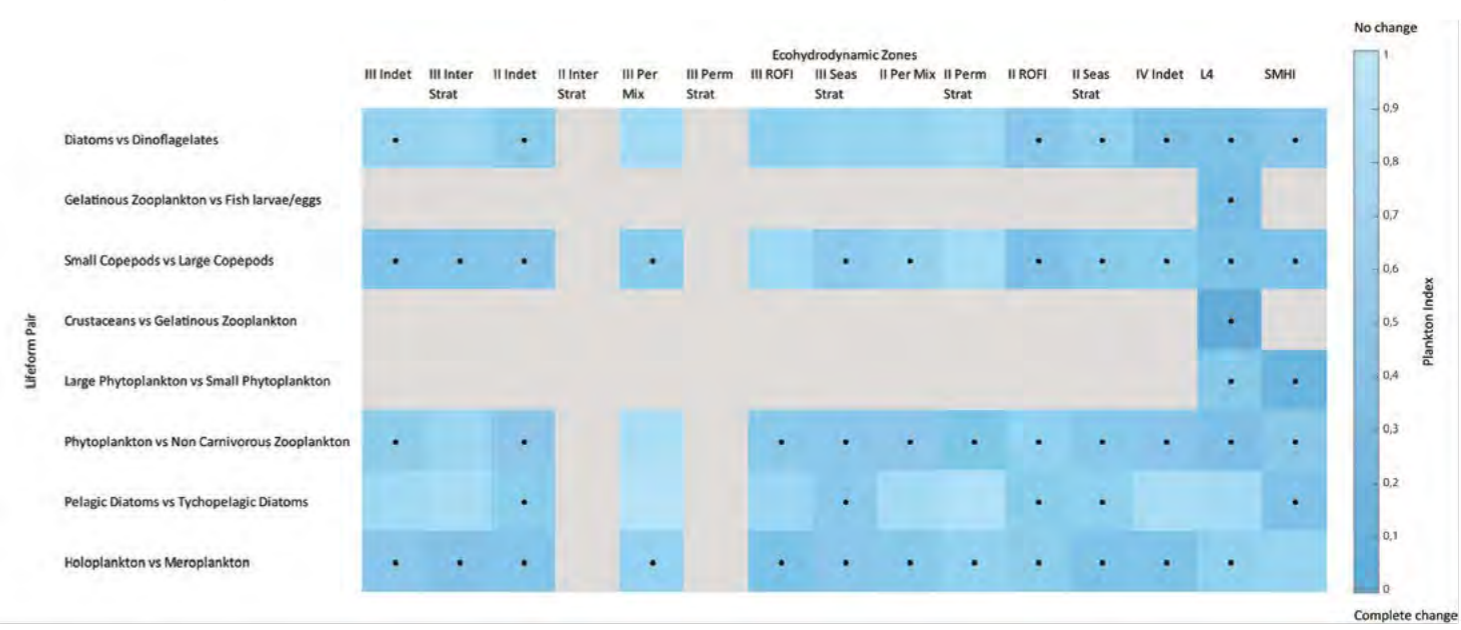 No change
Ecohydrodynamic Zones
III Indet III Inter Strat II Indet II Inter Strat III Per Mix III Perm Strat III ROFI III Seas Strat II Per Mix II Perm Strat II ROFI II Seas Strat IV Indet L4 SMHI
Lifeform Pair
Diatoms vs Dinoflagelates
Gelatinous Zooplankton vs Fish larvae/eggs
Small Copepods vs Large Copepods
Crustaceans vs Gelatinous Zooplankton
Large Phytoplankton vs Small Phytoplankton
Phytoplankton vs Non Carnivorous Zooplankton
Pelagic Diatoms vs Tychopelagic Diatoms
Holoplankton vs Meroplankton
1
0,9
0,8
0,7
0,6
0,5
0,4
0,3
0,2
0,1
0
Plankton Index
Complete change